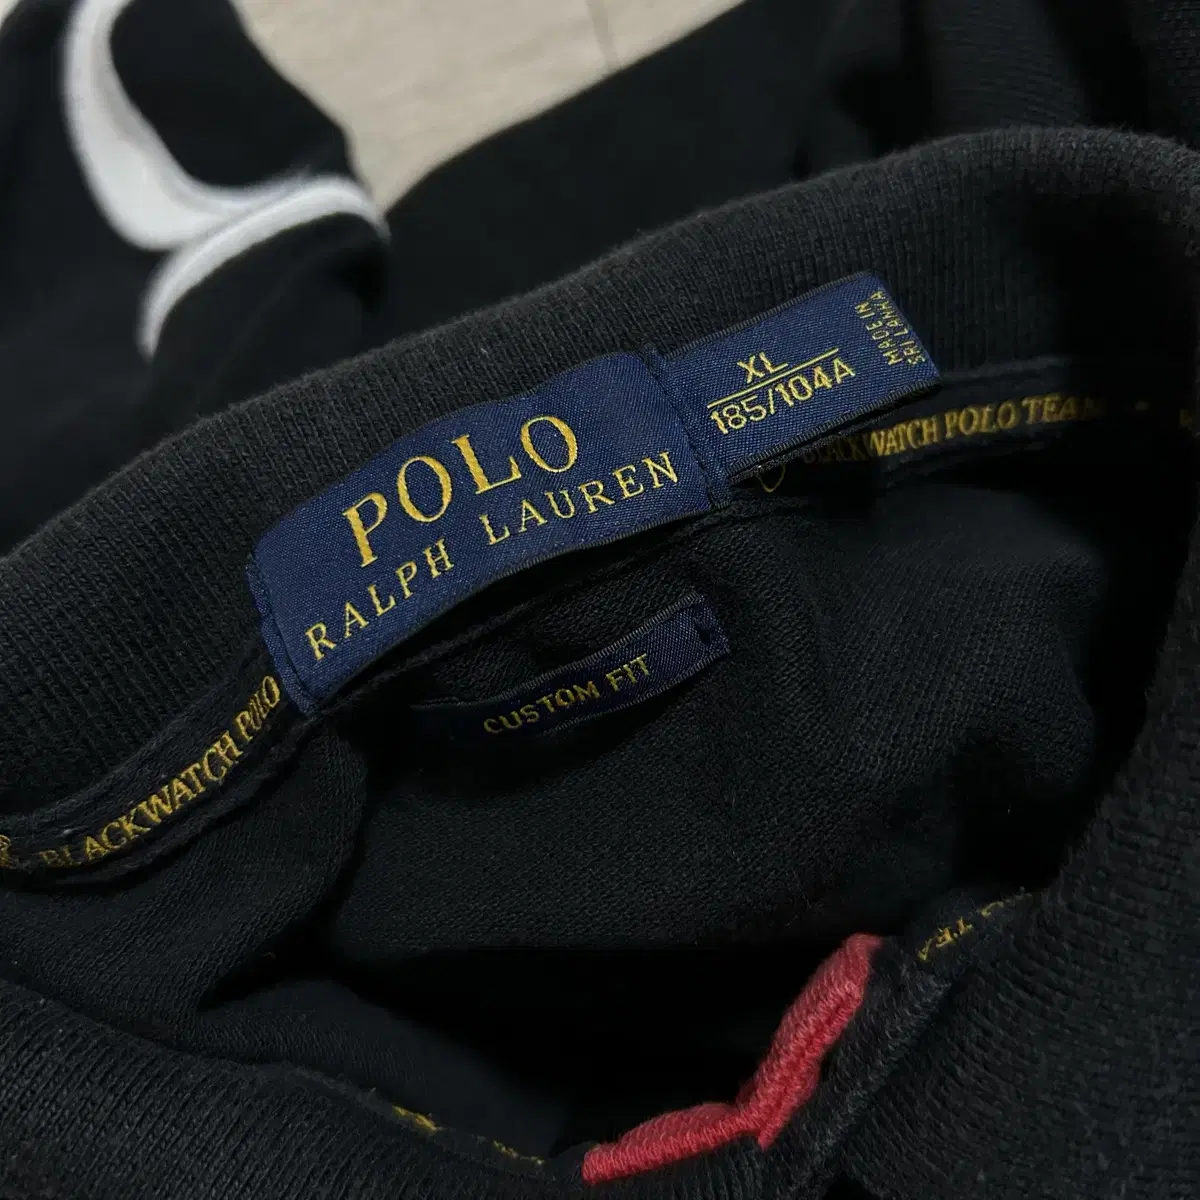 POLO
RALPH LAUREN
XL
185/104A
MADE IN
SRI LANKA
CUSTOM FIT
BLACKWATCH POLO
BLACKWATCH POLO TEAM